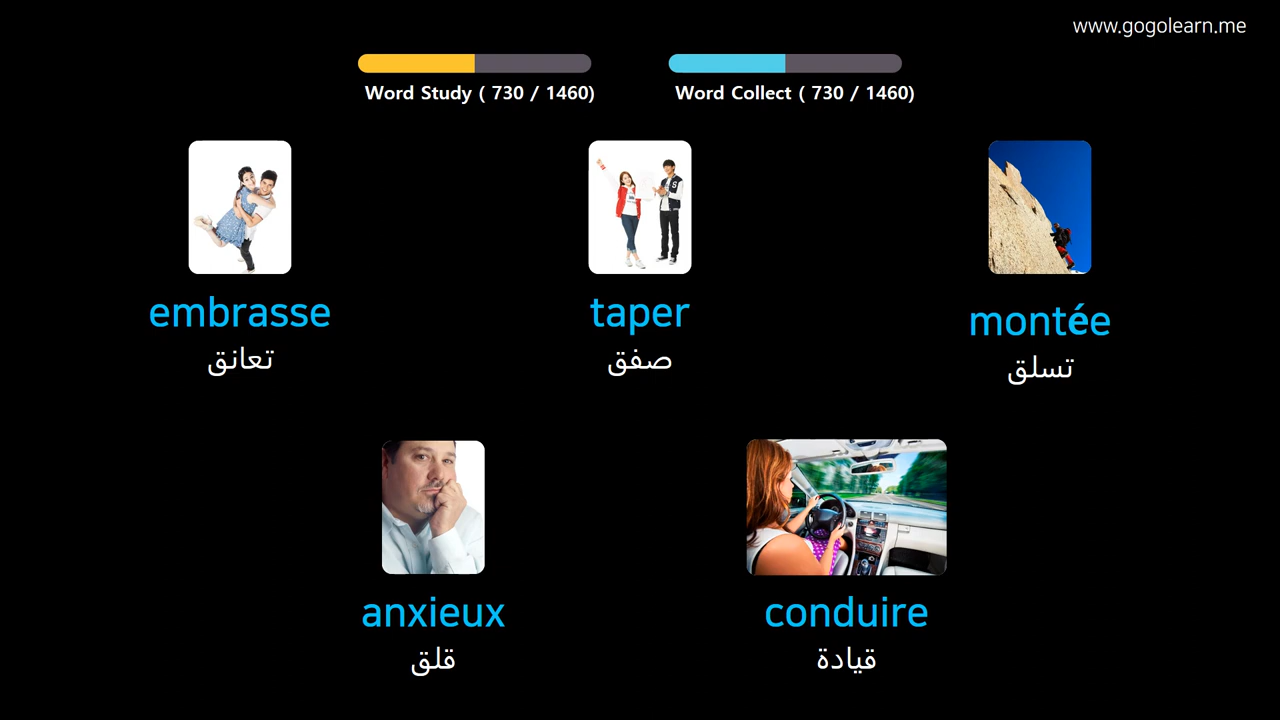 www.gogolearn.me
Word Study ( 730 / 1460)
Word Collect ( 730 / 1460)
embrasse
تعانق
taper
صفق
montée
تسلق
anxieux
قلق
conduire
قيادة